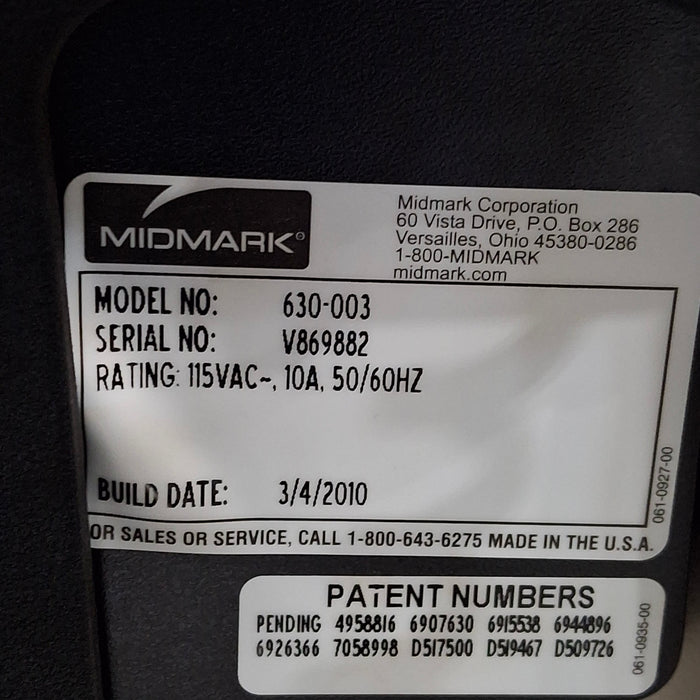 MIDMARK®
Midmark Corporation
60 Vista Drive, P.O. Box 286
Versailles, Ohio 45380-0286
1-800-MIDMARK
midmark.com
MODEL NO: 630-003
SERIAL NO: V869882
RATING: 115VAC~, 10A, 50/60HZ
BUILD DATE: 3/4/2010
061-0927-00
OR SALES OR SERVICE, CALL 1-800-643-6275 MADE IN THE U.S.A.
PATENT NUMBERS
PENDING 4958816 6907630 6915538 6944896
6926366 7058998 D517500 D519467 D509726
061-0935-00